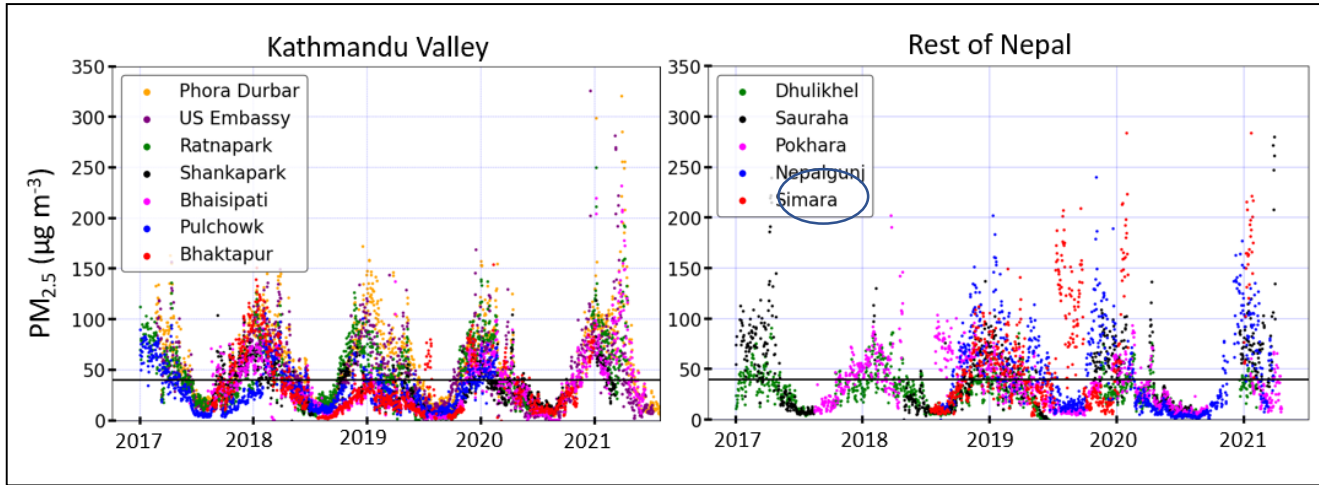 Kathmandu Valley
Rest of Nepal
PM2.5 (µg m-3)
350
300
250
200
150
100
50
0
Phora Durbar
US Embassy
Ratnapark
Shankapark
Bhaisipati
Pulchowk
Bhaktapur
2017 2018 2019 2020 2021
350
300
250
200
150
100
50
0
Dhulikhel
Sauraha
Pokhara
Nepalgunj
Simara
2017 2018 2019 2020 2021